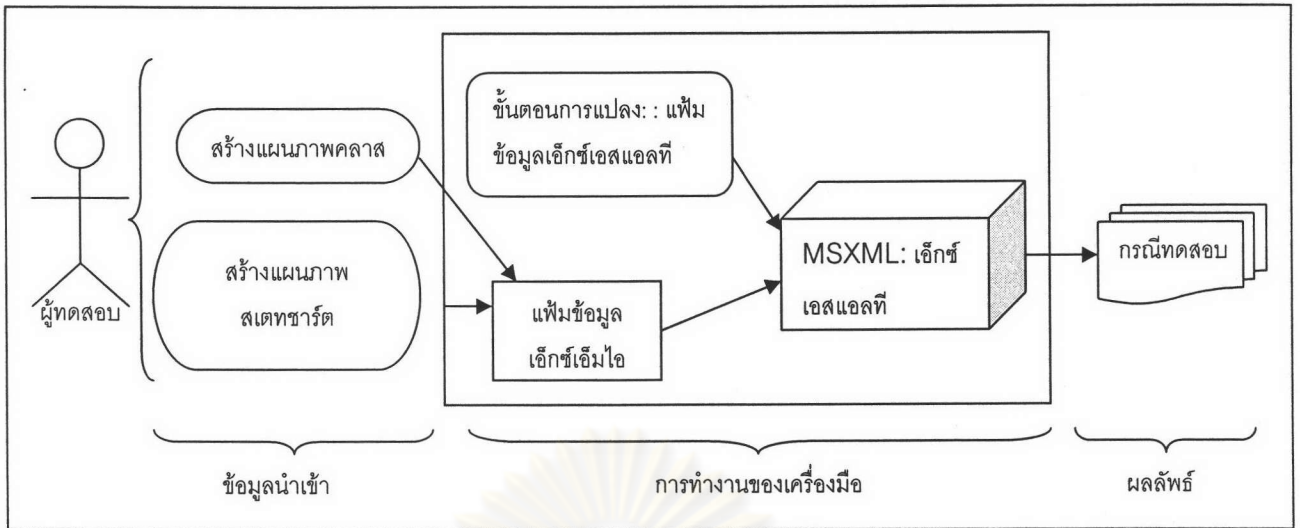 ผู้ทดสอบ
สร้างแผนภาพคลาส
สร้างแผนภาพ
สเตทชาร์ต
ขั้นตอนการแปลง: : แฟ้ม
ข้อมูลเอ็กซ์เอสแอลที
แฟ้มข้อมูล
เอ็กซ์เอ็มไอ
MSXML: เอ็กซ์
เอสแอลที
กรณีทดสอบ
ข้อมูลนำเข้า
การทำงานของเครื่องมือ
ผลลัพธ์